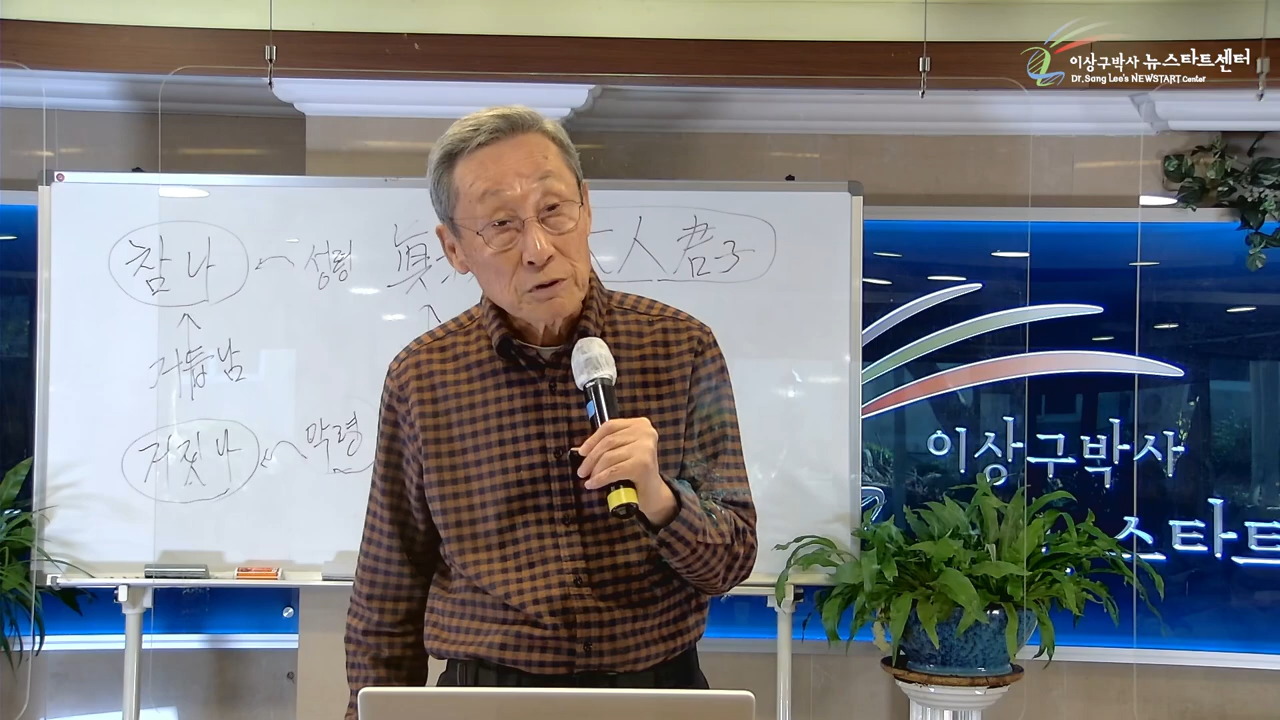 이상구박사 뉴스타트센터
Dr. Sang Lee's NEWSTART Center
참나 성령 眞 人君子
거듭남
거짓나 악령
이상구박사
스타트